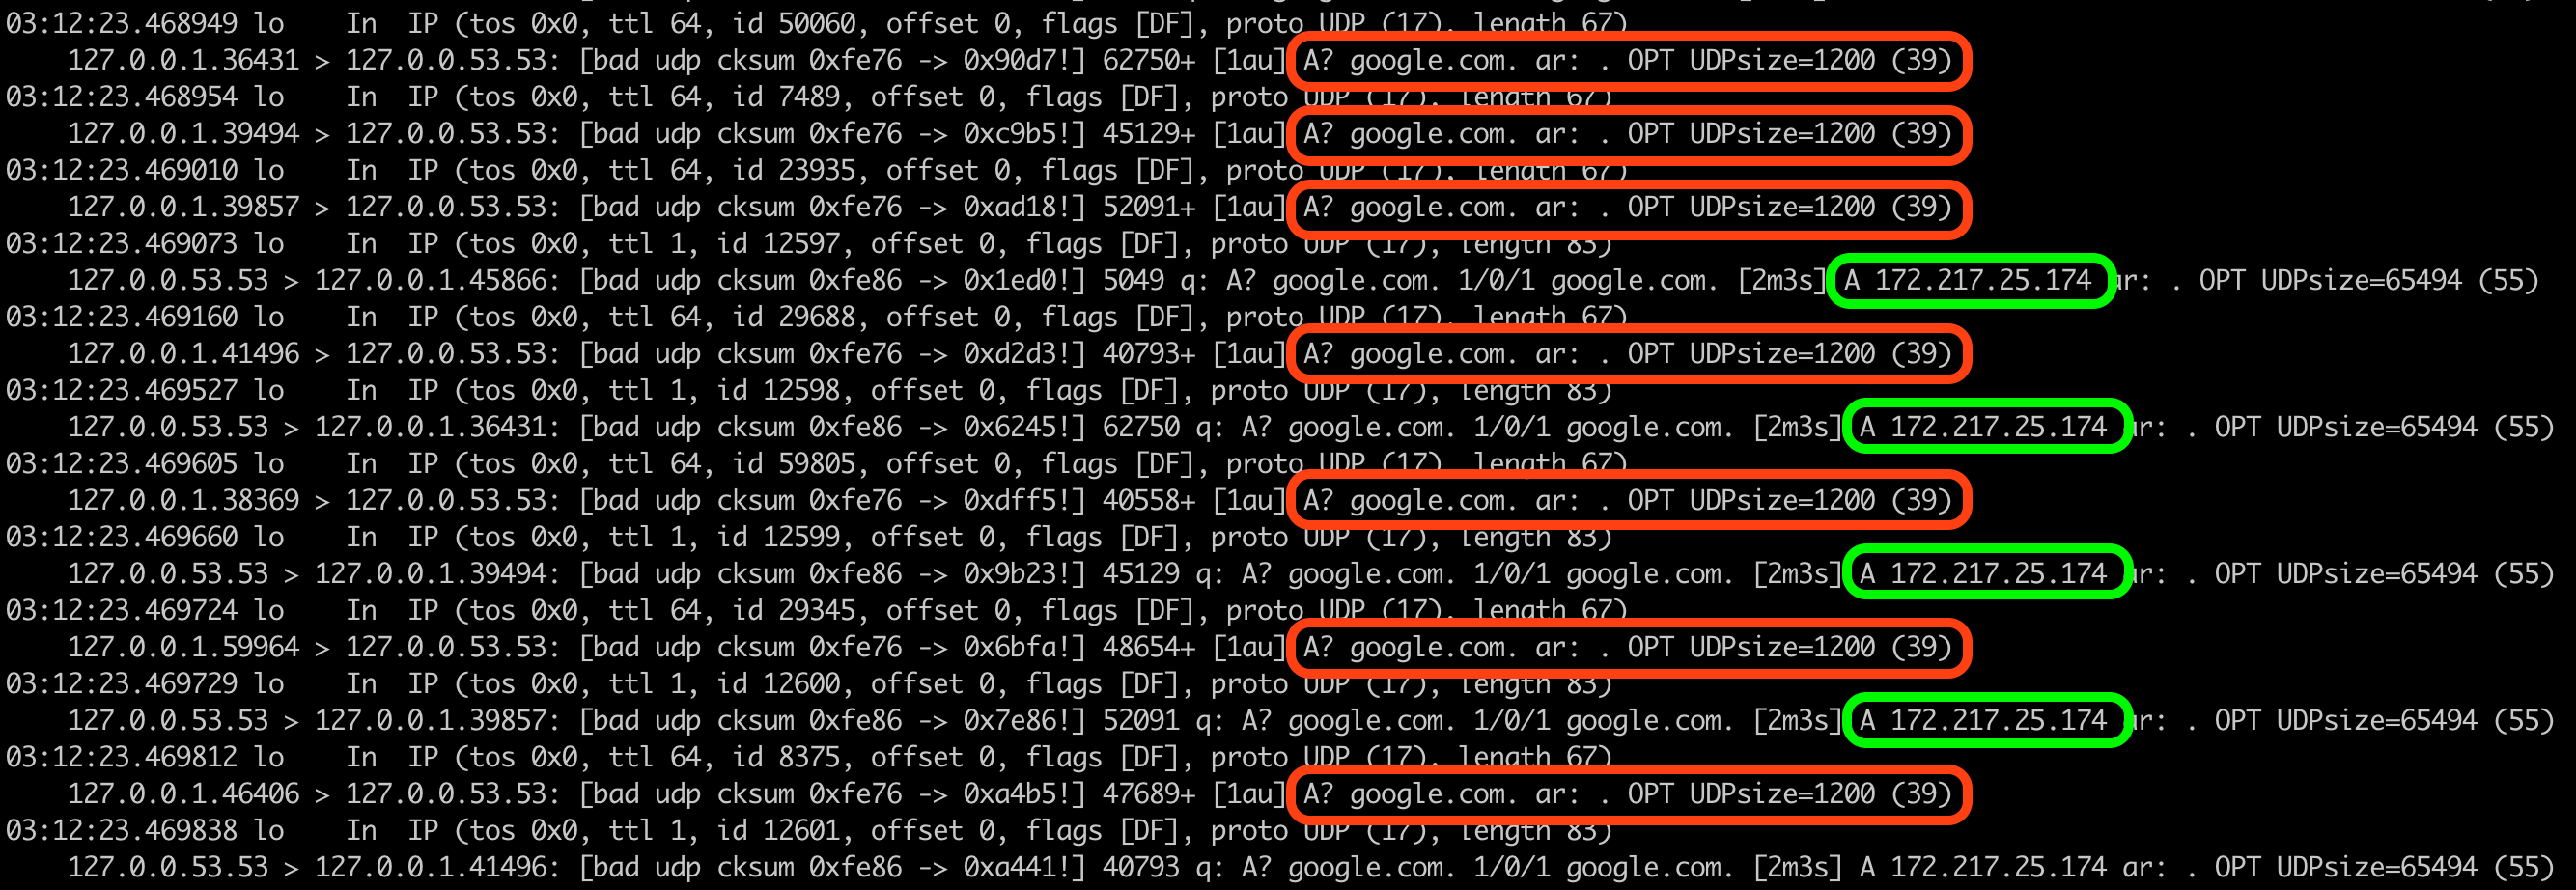 03:12:23.468949 lo    In  IP (tos 0x0, ttl 64, id 50060, offset 0, flags [DF], proto UDP (17), length 67)
    127.0.0.1.36431 > 127.0.0.53.53: [bad udp cksum 0xfe76 -> 0x90d7!] 62750+ [1au] A? google.com. ar: . OPT UDPsize=1200 (39)
03:12:23.468954 lo    In  IP (tos 0x0, ttl 64, id 7489, offset 0, flags [DF], proto UDP (17), length 67)
    127.0.0.1.39494 > 127.0.0.53.53: [bad udp cksum 0xfe76 -> 0xc9b5!] 45129+ [1au] A? google.com. ar: . OPT UDPsize=1200 (39)
03:12:23.469010 lo    In  IP (tos 0x0, ttl 64, id 23935, offset 0, flags [DF], proto UDP (17), length 67)
    127.0.0.1.39857 > 127.0.0.53.53: [bad udp cksum 0xfe76 -> 0xad18!] 52091+ [1au] A? google.com. ar: . OPT UDPsize=1200 (39)
03:12:23.469073 lo    In  IP (tos 0x0, ttl 1, id 12597, offset 0, flags [DF], proto UDP (17), length 83)
    127.0.0.53.53 > 127.0.0.1.45866: [bad udp cksum 0xfe86 -> 0x1ed0!] 5049 q: A? google.com. 1/0/1 google.com. [2m3s] A 172.217.25.174 ar: . OPT UDPsize=65494 (55)
03:12:23.469160 lo    In  IP (tos 0x0, ttl 64, id 29688, offset 0, flags [DF], proto UDP (17), length 67)
    127.0.0.1.41496 > 127.0.0.53.53: [bad udp cksum 0xfe76 -> 0xd2d3!] 40793+ [1au] A? google.com. ar: . OPT UDPsize=1200 (39)
03:12:23.469527 lo    In  IP (tos 0x0, ttl 1, id 12598, offset 0, flags [DF], proto UDP (17), length 83)
    127.0.0.53.53 > 127.0.0.1.36431: [bad udp cksum 0xfe86 -> 0x6245!] 62750 q: A? google.com. 1/0/1 google.com. [2m3s] A 172.217.25.174 ar: . OPT UDPsize=65494 (55)
03:12:23.469605 lo    In  IP (tos 0x0, ttl 64, id 59805, offset 0, flags [DF], proto UDP (17), length 67)
    127.0.0.1.38369 > 127.0.0.53.53: [bad udp cksum 0xfe76 -> 0xdff5!] 40558+ [1au] A? google.com. ar: . OPT UDPsize=1200 (39)
03:12:23.469660 lo    In  IP (tos 0x0, ttl 1, id 12599, offset 0, flags [DF], proto UDP (17), length 83)
    127.0.0.53.53 > 127.0.0.1.39494: [bad udp cksum 0xfe86 -> 0x9b23!] 45129 q: A? google.com. 1/0/1 google.com. [2m3s] A 172.217.25.174 ar: . OPT UDPsize=65494 (55)
03:12:23.469724 lo    In  IP (tos 0x0, ttl 64, id 29345, offset 0, flags [DF], proto UDP (17), length 67)
    127.0.0.1.59964 > 127.0.0.53.53: [bad udp cksum 0xfe76 -> 0x6bfa!] 48654+ [1au] A? google.com. ar: . OPT UDPsize=1200 (39)
03:12:23.469729 lo    In  IP (tos 0x0, ttl 1, id 12600, offset 0, flags [DF], proto UDP (17), length 83)
    127.0.0.53.53 > 127.0.0.1.39857: [bad udp cksum 0xfe86 -> 0x7e86!] 52091 q: A? google.com. 1/0/1 google.com. [2m3s] A 172.217.25.174 ar: . OPT UDPsize=65494 (55)
03:12:23.469812 lo    In  IP (tos 0x0, ttl 64, id 8375, offset 0, flags [DF], proto UDP (17), length 67)
    127.0.0.1.46406 > 127.0.0.53.53: [bad udp cksum 0xfe76 -> 0xa4b5!] 47689+ [1au] A? google.com. ar: . OPT UDPsize=1200 (39)
03:12:23.469838 lo    In  IP (tos 0x0, ttl 1, id 12601, offset 0, flags [DF], proto UDP (17), length 83)
    127.0.0.53.53 > 127.0.0.1.41496: [bad udp cksum 0xfe86 -> 0xa441!] 40793 q: A? google.com. 1/0/1 google.com. [2m3s] A 172.217.25.174 ar: . OPT UDPsize=65494 (55)